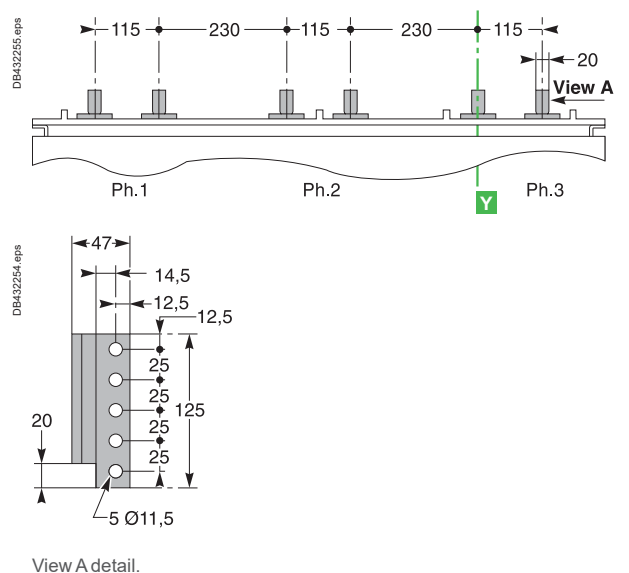 DB432255.eps
115 230 115 230 115
20
View A
Ph.1 Ph.2 Ph.3
Y
DB432254.eps
47
14,5
12,5
12,5
25
25
125
25
25
20
5 Ø11,5
View A detail.